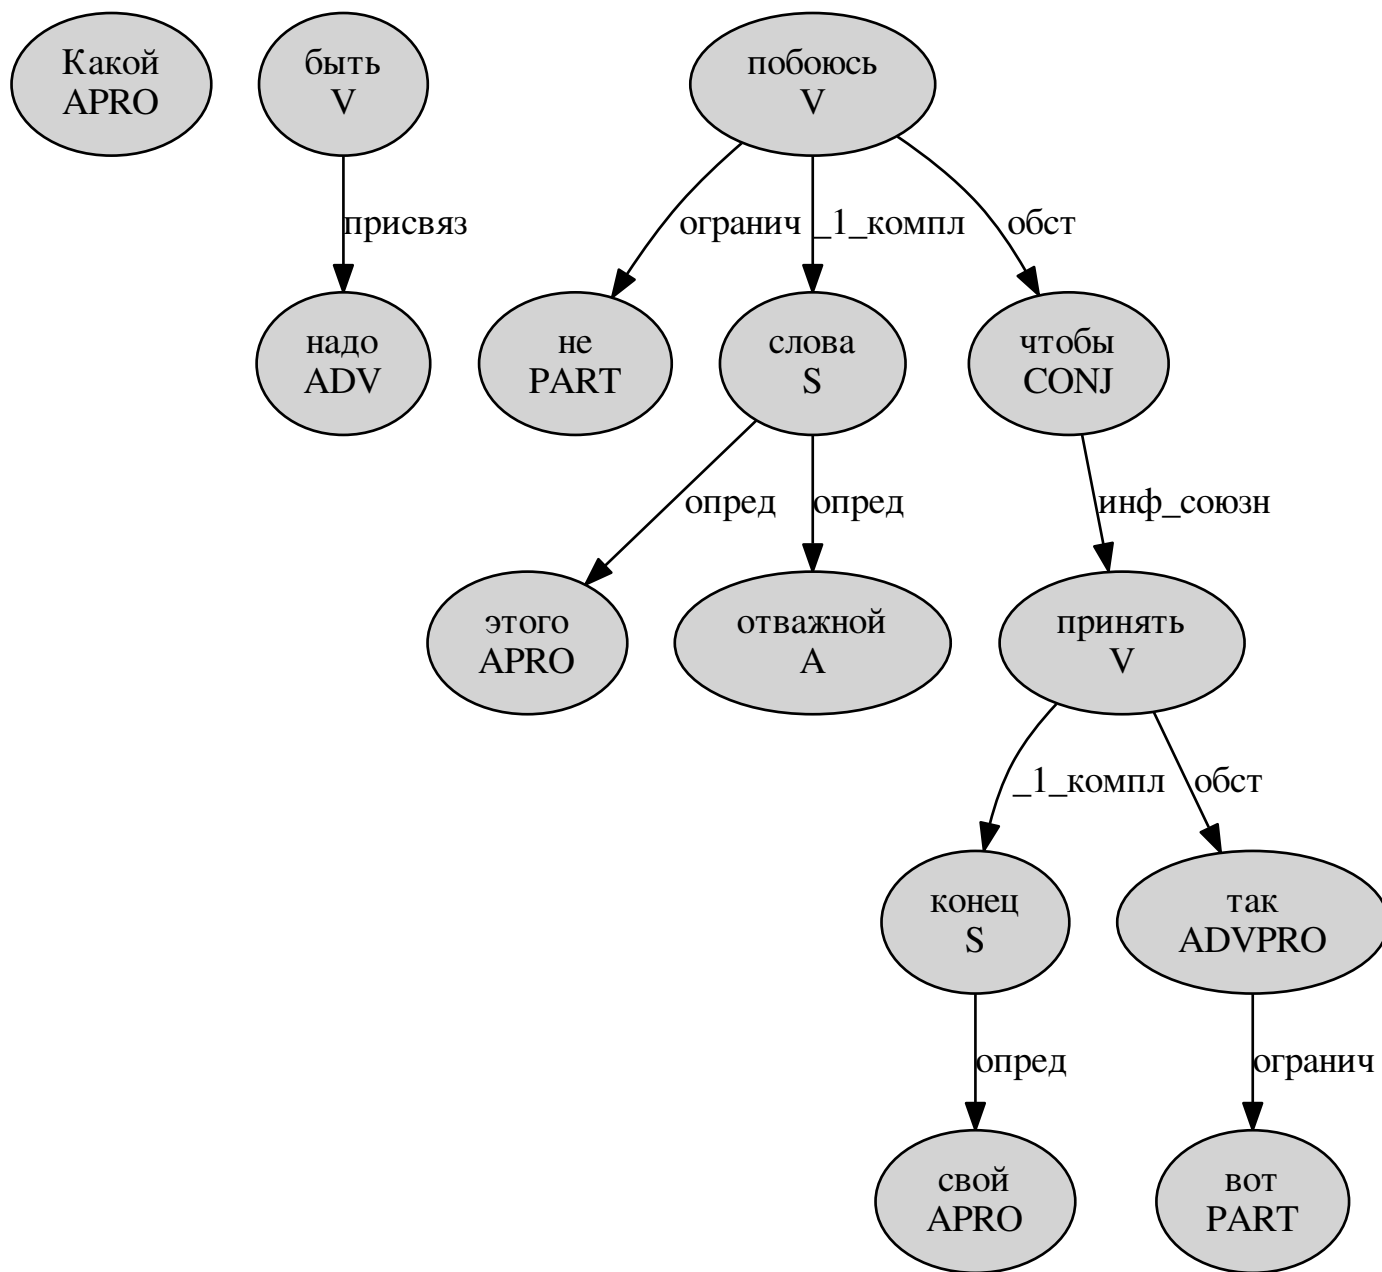 Какой
APRO
быть
V
побоюсь
V
присвяз
огранич
_1_компл
обст
надо
ADV
не
PART
слова
S
чтобы
CONJ
опред
опред
инф_союзн
этого
APRO
отважной
A
принять
V
_1_компл
обст
конец
S
так
ADVPRO
опред
огранич
свой
APRO
вот
PART